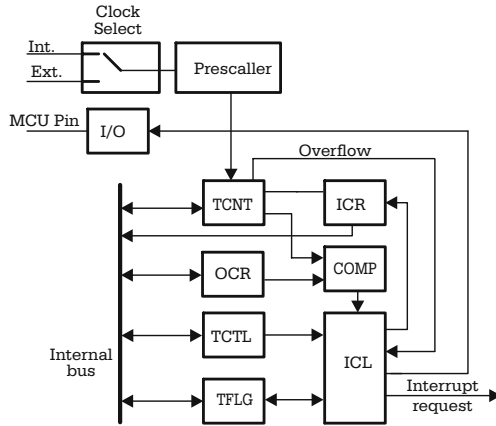 Clock
Select
Int.
Ext.
Prescaller
MCU Pin
I/O
Overflow
TCNT
ICR
OCR
COMP
TCTL
ICL
Internal
bus
TFLG
Interrupt
request